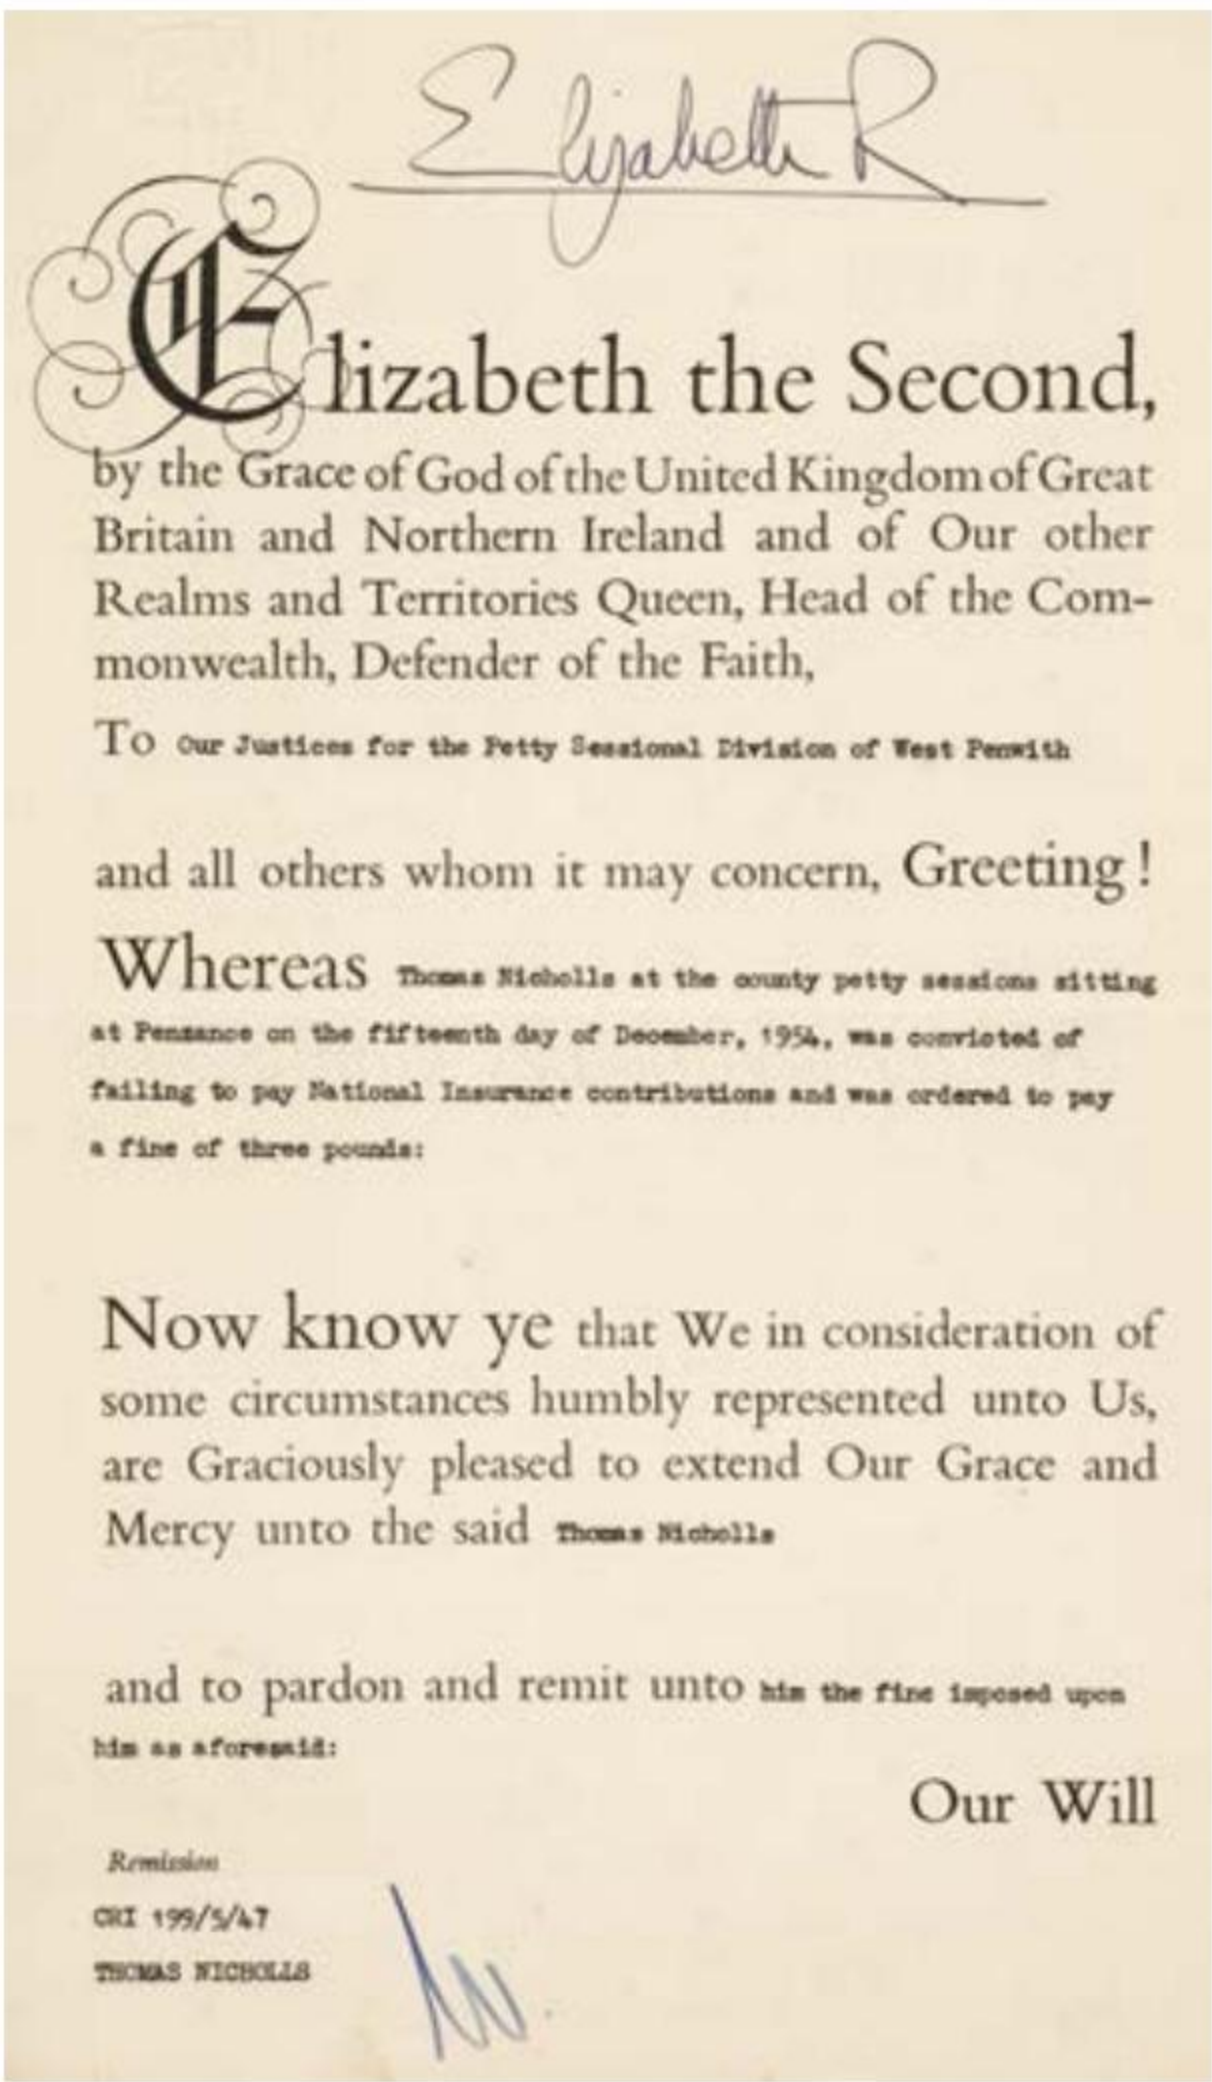 Elizabeth R
Elizabeth the Second,
by the Grace of God of the United Kingdom of Great
Britain and Northern Ireland and of Our other
Realms and Territories Queen, Head of the Com-
monwealth, Defender of the Faith,
To Our Justices for the Petty Sessional Division of West Penwith
and all others whom it may concern, Greeting!
Whereas Thomas Nicholls at the county petty sessions sitting
at Penzance on the fifteenth day of December, 1954, was convicted of
failing to pay National Insurance contributions and was ordered to pay
a fine of three pounds:
Now know ye that We in consideration of
some circumstances humbly represented unto Us,
are Graciously pleased to extend Our Grace and
Mercy unto the said Thomas Nicholls
and to pardon and remit unto him the fine imposed upon
him as aforesaid:
Our Will
Remission
CRI 199/5/47
THOMAS NICHOLLS